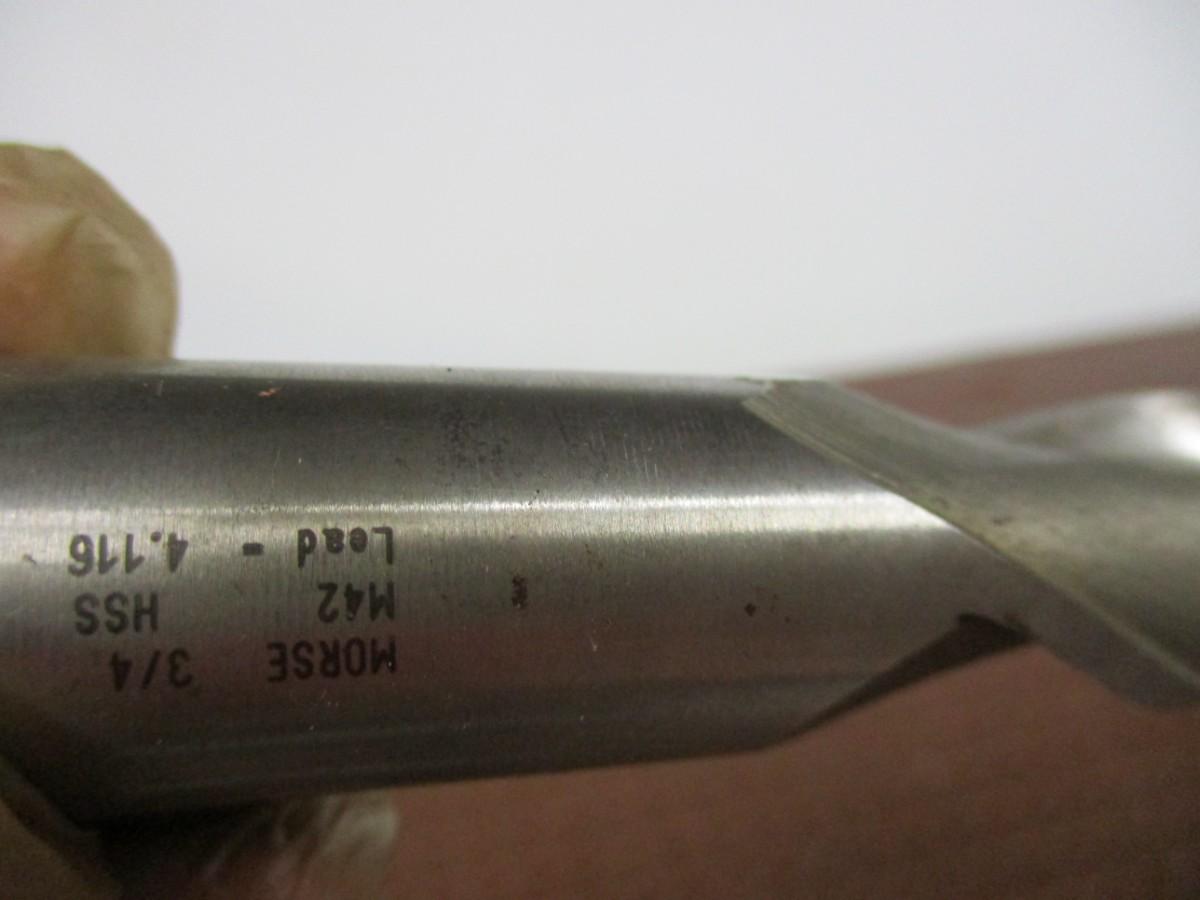 MORSE 3/4
M42 HSS
Lead - 4.116